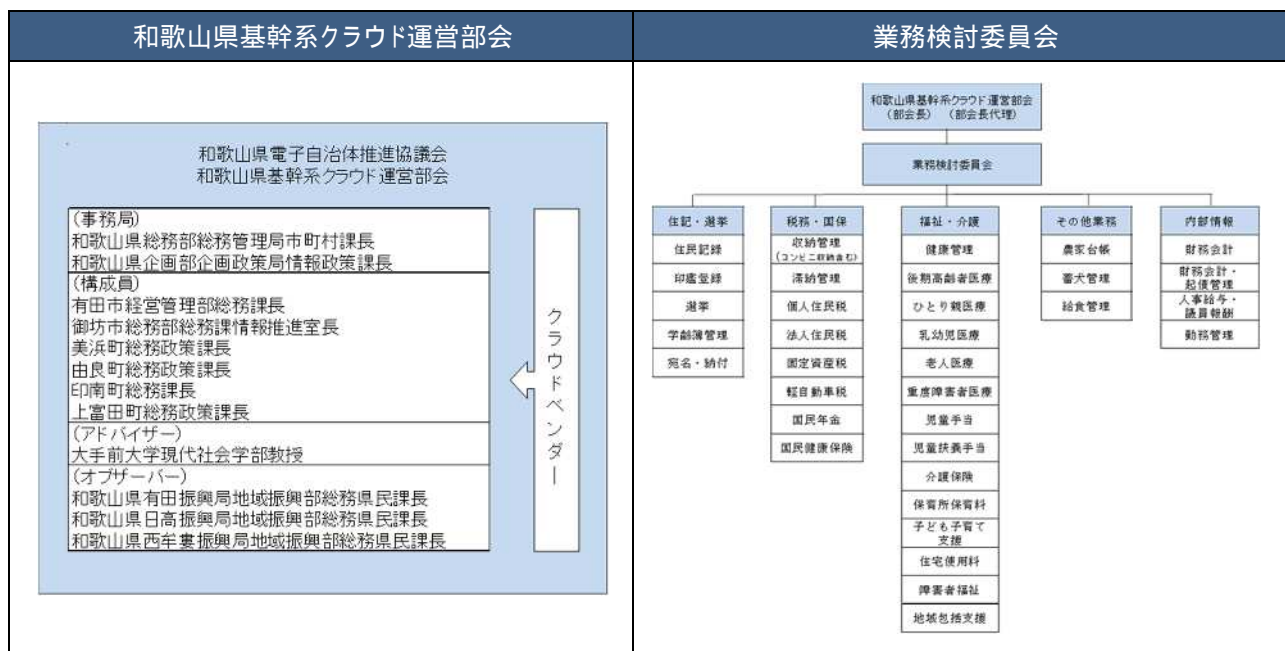 和歌山県基幹系クラウド運営部会
和歌山県電子自治体推進協議会
和歌山県基幹系クラウド運営部会
(事務局)
和歌山県総務部総務管理局市町村課長
和歌山県企画部企画政策局情報政策課長
(構成員)
有田市経営管理部総務課長
御坊市総務部総務課情報推進室長
美浜町総務政策課長
由良町総務政策課長
印南町総務課長
上富田町総務政策課長
(アドバイザー)
大手前大学現代社会学部教授
(オブザーバー)
和歌山県有田振興局地域振興部総務県民課長
和歌山県日高振興局地域振興部総務県民課長
和歌山県西牟婁振興局地域振興部総務県民課長
クラウドベンダー
業務検討委員会
和歌山県基幹系クラウド運営部会
(部会長) (部会長代理)
業務検討委員会
住記・選挙
住民記録
印鑑登録
選挙
学齢簿管理
宛名・納付
税務・国保
収納管理
(コンビニ収納含む)
滞納管理
個人住民税
法人住民税
固定資産税
軽自動車税
国民年金
国民健康保険
福祉・介護
健康管理
後期高齢者医療
ひとり親医療
乳幼児医療
老人医療
重度障害者医療
児童手当
児童扶養手当
介護保険
保育所保育料
子ども子育て
支援
住宅使用料
障害者福祉
地域包括支援
その他業務
農家台帳
畜犬管理
給食管理
内部情報
財務会計
財務会計・
起債管理
人事給与・
議員報酬
勤務管理